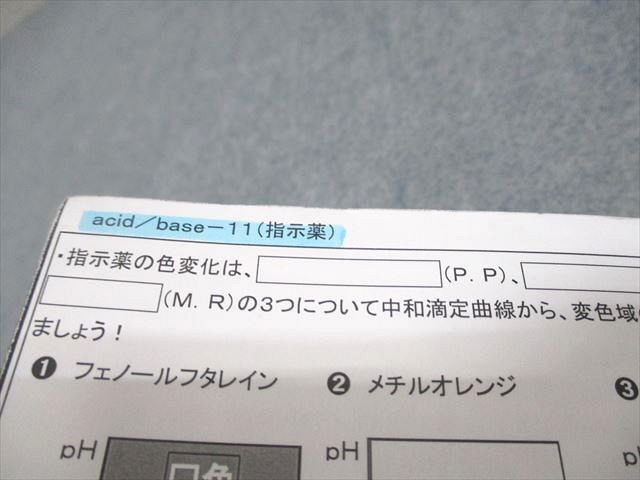 acid／base－11(指示薬)
・指示薬の色変化は、 (P.P)、
(M.R)の3つについて中和滴定曲線から、変色域
ましょう！
❶ フェノールフタレイン ❷ メチルオレンジ ❸
pH pH
口色